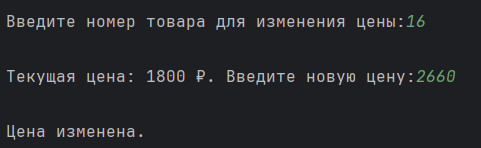 Введите номер товара для изменения цены:16
Текущая цена: 1800 ₽. Введите новую цену:2660
Цена изменена.